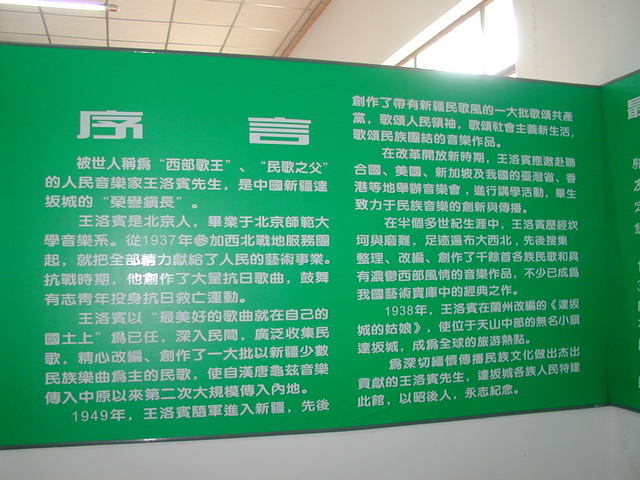 序 言
被世人稱為“西部歌王”、“民歌之父”
的人民音樂家王洛賓先生，是中國新疆達
坂城的“榮譽鎮長”。
王洛賓是北京人，畢業于北京師範大
學音樂系。從1937年參加西北戰地服務團
起，就把全部精力獻給了人民的藝術事業。
抗戰時期，他創作了大量抗日歌曲，鼓舞
有志青年投身抗日救亡運動。
王洛賓以“最美好的歌曲就在自己的
國土上”為己任，深入民間，廣泛收集民
歌，精心改編、創作了一大批以新疆少數
民族樂曲為主的民歌，使自漢唐龜茲音樂
傳入中原以來第二次大規模傳入內地。
1949年，王洛賓隨軍進入新疆，先後
創作了帶有新疆民歌風的一大批歌頌共產
黨，歌頌人民領袖，歌頌社會主義新生活，
歌頌民族團結的音樂作品。
在改革開放新時期，王洛賓應邀赴聯
合國、美國、新加坡及我國的臺灣省、香
港等地舉辦音樂會，進行講學活動，畢生
致力于民族音樂的創新與傳播。
在半個多世紀生涯中，王洛賓歷經坎
坷與磨難，足迹遍布大西北，先後搜集
整理、改編、創作了千餘首各民歌和具
有濃鬱西部風情的音樂作品，不少已成為
我國藝術寶庫中的經典之作。
1938年，王洛賓在蘭州改編的《達坂
城的姑娘》，使位于天山中部的無名小鎮
達坂城，成為全球的旅游熱點。
為深切緬懷傳播民族文化做出杰出
貢獻的王洛賓先生，達坂城各族人民特建
此館，以昭後人，永志紀念。